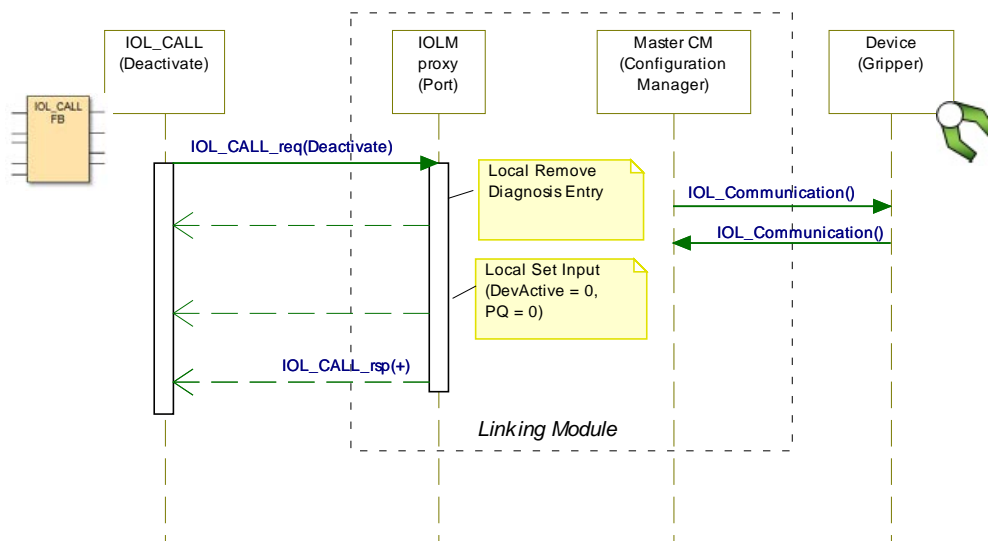 IOL_CALL
(Deactivate)
IOLM
proxy
(Port)
Master CM
(Configuration
Manager)
Device
(Gripper)
IOL_CALL
FB
IOL_CALL_req(Deactivate)
Local Remove
Diagnosis Entry
IOL_Communication()
IOL_Communication()
Local Set Input
(DevActive = 0,
PQ = 0)
IOL_CALL_rsp(+)
Linking Module